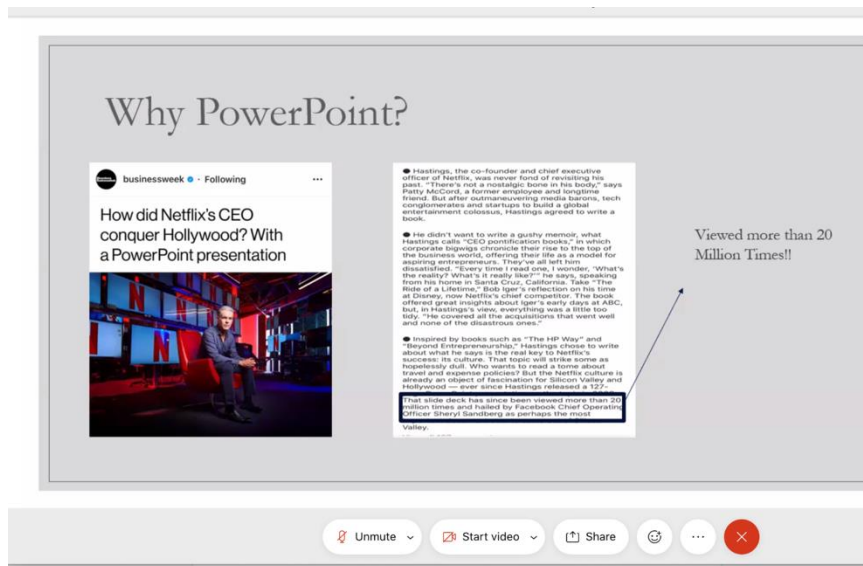 Why PowerPoint?
businessweek · Following
...
How did Netflix's CEO
conquer Hollywood? With
a PowerPoint presentation
● Hastings, the co-founder and chief executive
officer of Netflix, was never fond of revisiting his
past. "There's not a nostalgic bone in his body," says
Patty McCord, a former employee and longtime
friend. But after outmaneuvering media barons, tech
conglomerates and startups to build a global
entertainment colossus, Hastings agreed to write a
book.
● He didn't want to write a gushy memoir, what
Hastings calls "CEO pontification books," in which
corporate bigwigs chronicle their rise to the top of
the business world, offering their life as a model for
aspiring entrepreneurs. They've all left him
dissatisfied. "Every time I read one, I wonder, 'What's
the reality? What's it really like?'" he says, speaking
from his home in Santa Cruz, California. Take "The
Ride of a Lifetime," Bob Iger's reflection on his time
at Disney, now Netflix's chief competitor. The book
offered great insights about Iger's early days at ABC,
but, in Hastings's view, everything was a little too
tidy. "He covered all the acquisitions that went well
and none of the disastrous ones."
● Inspired by books such as "The HP Way" and
"Beyond Entrepreneurship," Hastings chose to write
about what he says is the real key to Netflix's
success: its culture. That topic will strike some as
hopelessly dull. Who wants to read a tome about
travel and expense policies? But the Netflix culture is
already an object of fascination for Silicon Valley and
Hollywood — ever since Hastings released a 127-
That slide deck has since been viewed more than 20
million times and hailed by Facebook Chief Operating
Officer Sheryl Sandberg as perhaps the most
Valley.
Viewed more than 20
Million Times!!
Unmute
Start video
Share
...